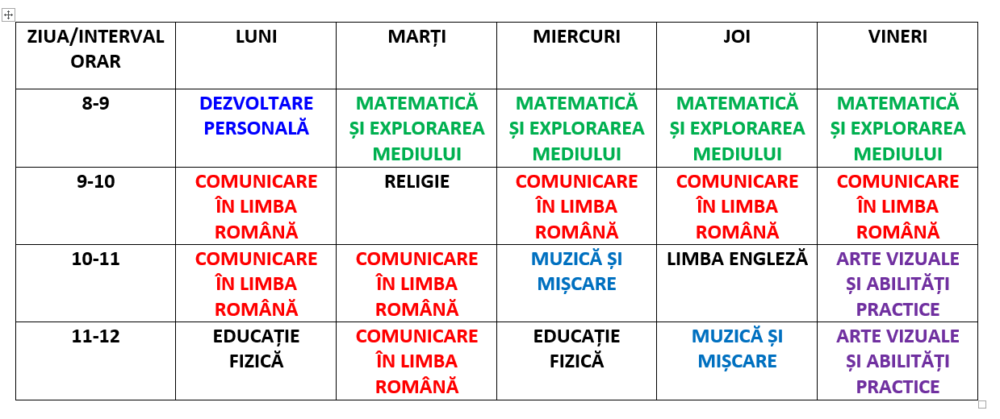 ZIUA/INTERVAL ORAR LUNI MARȚI MIERCURI JOI VINERI
8-9 DEZVOLTARE PERSONALĂ MATEMATICĂ ȘI EXPLORAREA MEDIULUI MATEMATICĂ ȘI EXPLORAREA MEDIULUI MATEMATICĂ ȘI EXPLORAREA MEDIULUI MATEMATICĂ ȘI EXPLORAREA MEDIULUI
9-10 COMUNICARE ÎN LIMBA ROMÂNĂ RELIGIE COMUNICARE ÎN LIMBA ROMÂNĂ COMUNICARE ÎN LIMBA ROMÂNĂ COMUNICARE ÎN LIMBA ROMÂNĂ
10-11 COMUNICARE ÎN LIMBA ROMÂNĂ COMUNICARE ÎN LIMBA ROMÂNĂ MUZICĂ ȘI MIȘCARE LIMBA ENGLEZĂ ARTE VIZUALE ȘI ABILITĂȚI PRACTICE
11-12 EDUCAȚIE FIZICĂ COMUNICARE ÎN LIMBA ROMÂNĂ EDUCAȚIE FIZICĂ MUZICĂ ȘI MIȘCARE ARTE VIZUALE ȘI ABILITĂȚI PRACTICE